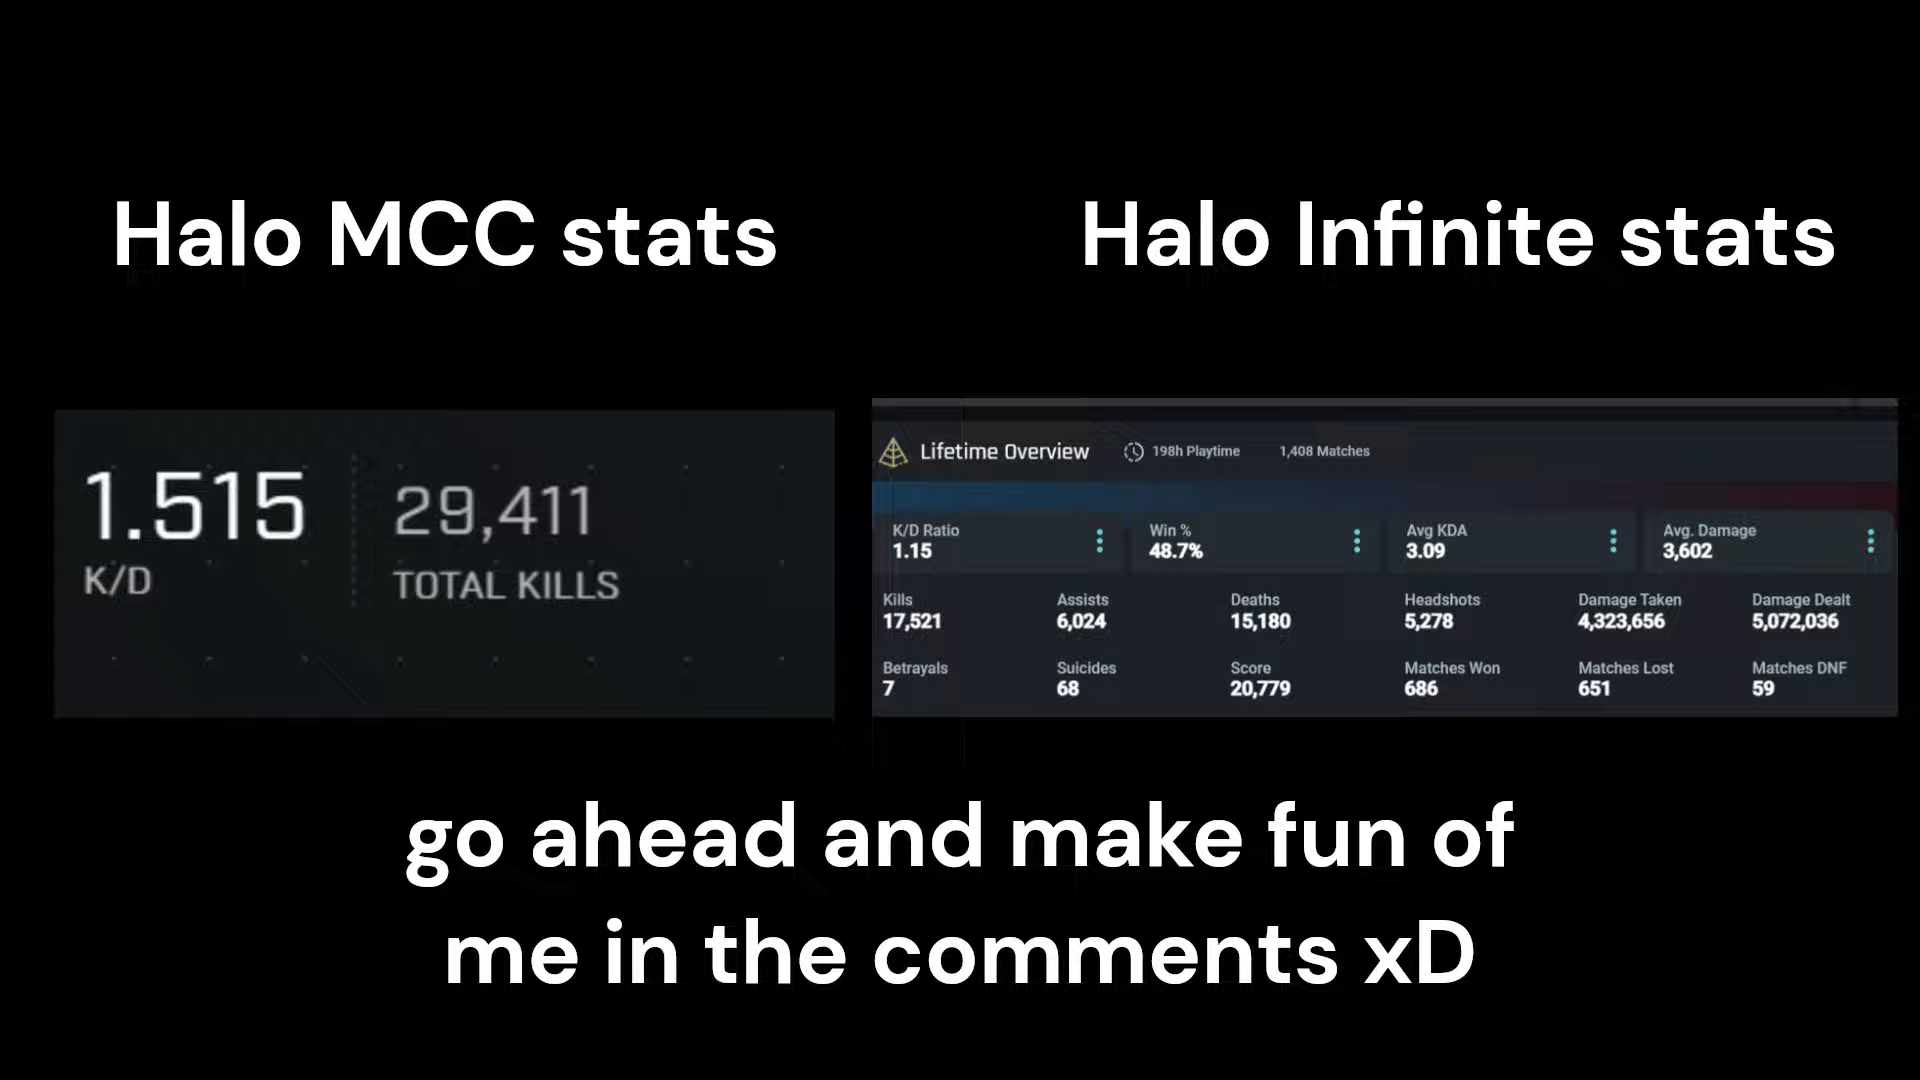 Halo MCC stats
Halo Infinite stats
1.515
K/D
29,411
TOTAL KILLS
Lifetime Overview 198h Playtime 1,408 Matches
K/D Ratio Win % Avg KDA Avg. Damage
1.15 48.7% 3.09 3,602
Kills Assists Deaths Headshots Damage Taken Damage Dealt
17,521 6,024 15,180 5,278 4,323,656 5,072,036
Betrayals Suicides Score Matches Won Matches Lost Matches DNF
7 68 20,779 686 651 59
go ahead and make fun of
me in the comments xD